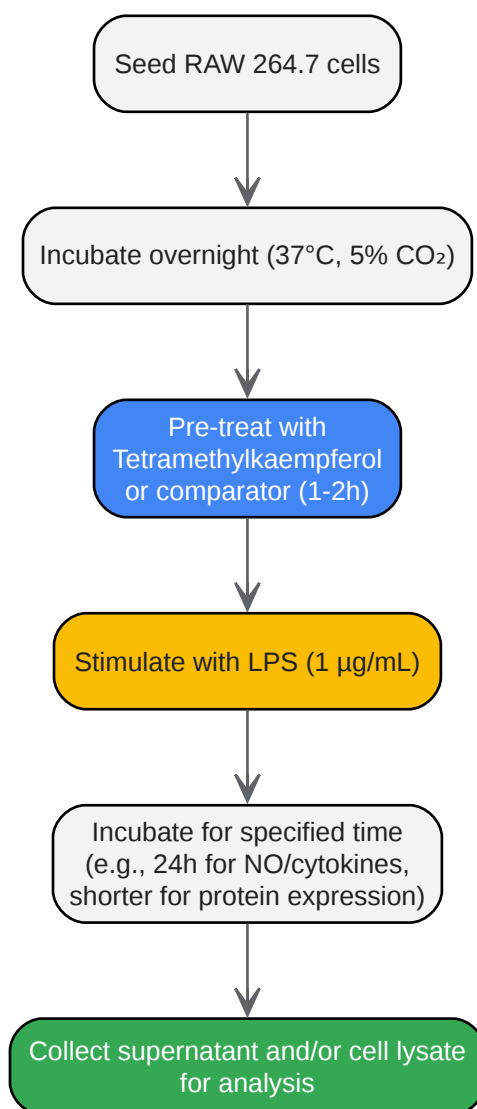 Seed RAW 264.7 cells
Incubate overnight (37°C, 5% CO₂)
Pre-treat with
Tetramethylkaempferol
or comparator (1-2h)
Stimulate with LPS (1 µg/mL)
Incubate for specified time
(e.g., 24h for NO/cytokines,
shorter for protein expression)
Collect supernatant and/or cell lysate
for analysis